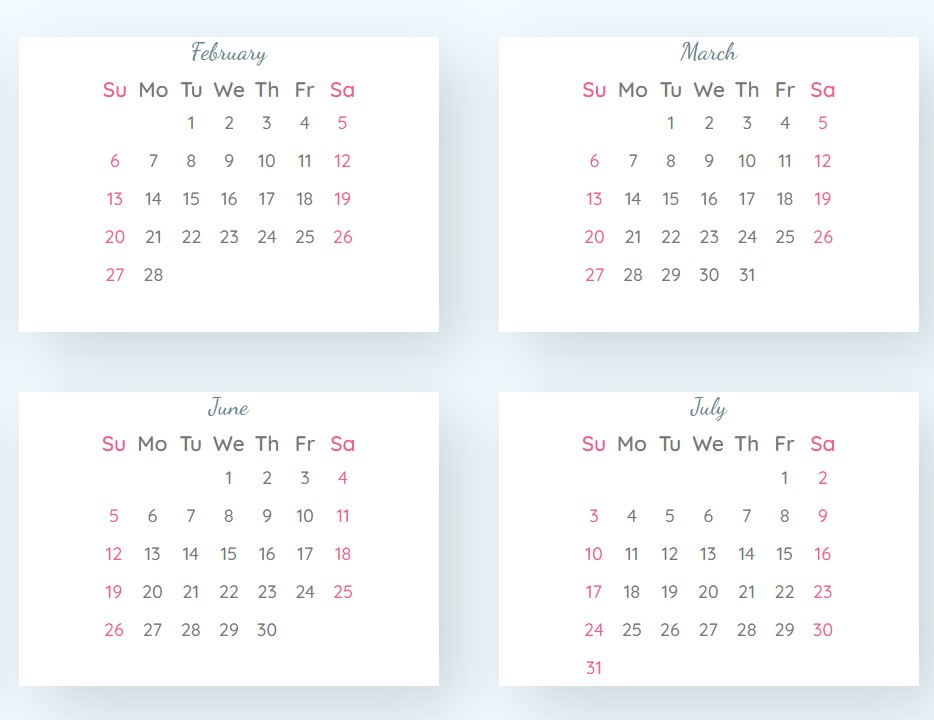 February
Su Mo Tu We Th Fr Sa
1 2 3 4 5
6 7 8 9 10 11 12
13 14 15 16 17 18 19
20 21 22 23 24 25 26
27 28
March
Su Mo Tu We Th Fr Sa
1 2 3 4 5
6 7 8 9 10 11 12
13 14 15 16 17 18 19
20 21 22 23 24 25 26
27 28 29 30 31
June
Su Mo Tu We Th Fr Sa
1 2 3 4
5 6 7 8 9 10 11
12 13 14 15 16 17 18
19 20 21 22 23 24 25
26 27 28 29 30
July
Su Mo Tu We Th Fr Sa
1 2
3 4 5 6 7 8 9
10 11 12 13 14 15 16
17 18 19 20 21 22 23
24 25 26 27 28 29 30
31